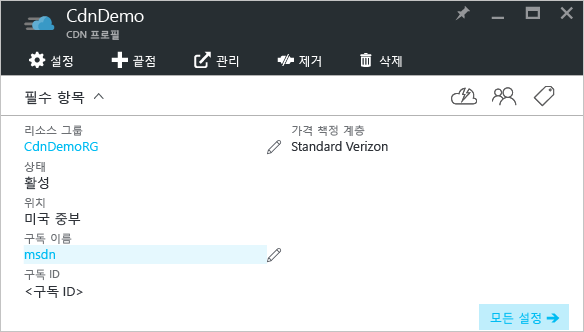 CdnDemo
CDN 프로필
설정 끝점 관리 제거 삭제
필수 항목
리소스 그룹 가격 책정 계층
CdnDemoRG Standard Verizon
상태
활성
위치
미국 중부
구독 이름
msdn
구독 ID
<구독 ID>
모든 설정